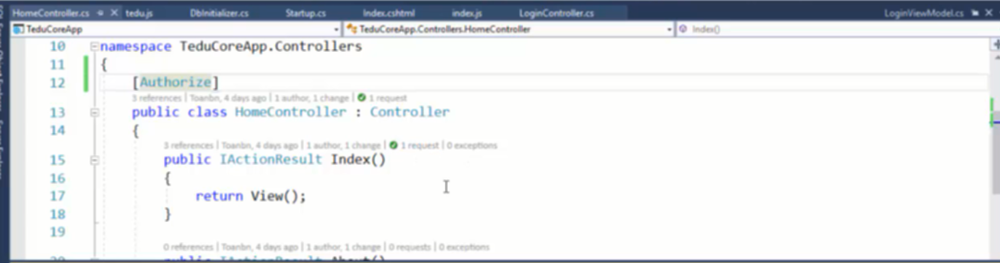 HomeController.cs tedu.js DbInitializer.cs Startup.cs Index.cshtml index.js LoginController.cs LoginViewModel.cs
TeduCoreApp TeduCoreApp.Controllers.HomeController Index()
10 namespace TeduCoreApp.Controllers
11 {
12 [Authorize]
3 references | Toanbn, 4 days ago | 1 author, 1 change | 1 request
13 public class HomeController : Controller
14 {
3 references | Toanbn, 4 days ago | 1 author, 1 change | 1 request | 0 exceptions
15 public IActionResult Index()
16 {
17 return View();
18 }
19
0 references | Toanbn, 4 days ago | 1 author, 1 change | 0 requests | 0 exceptions
20 public IActionResult About()